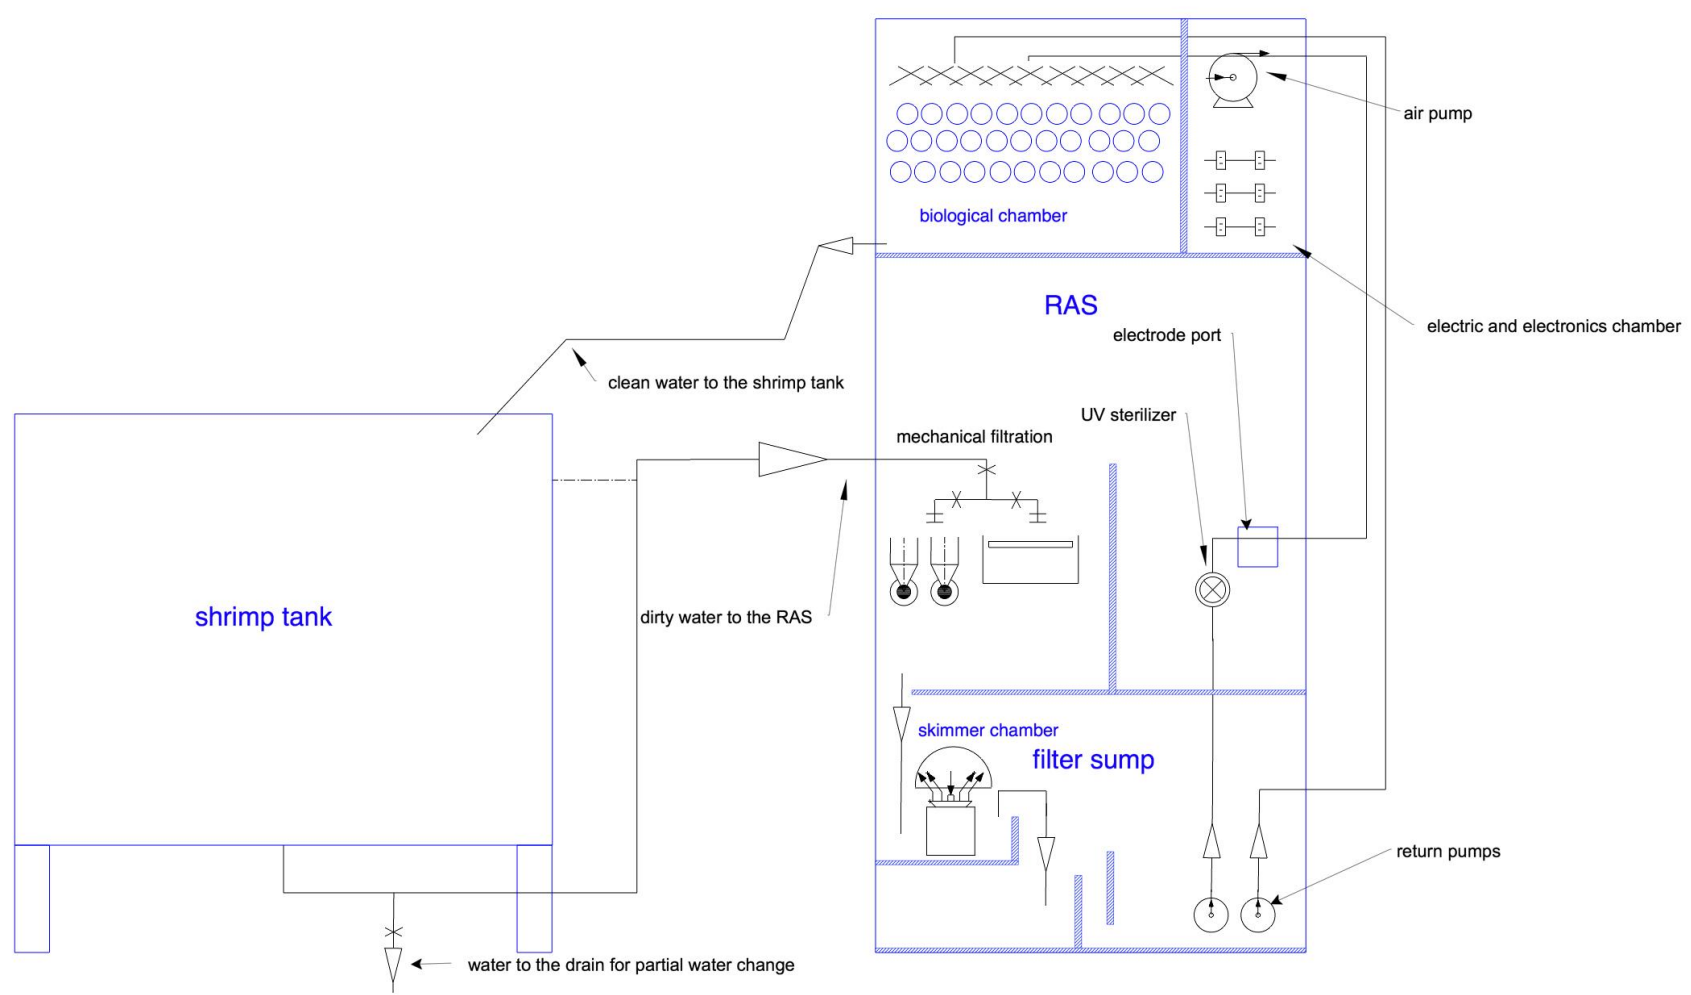 air pump
biological chamber
RAS
electric and electronics chamber
electrode port
clean water to the shrimp tank
UV sterilizer
mechanical filtration
shrimp tank
dirty water to the RAS
skimmer chamber
filter sump
return pumps
water to the drain for partial water change